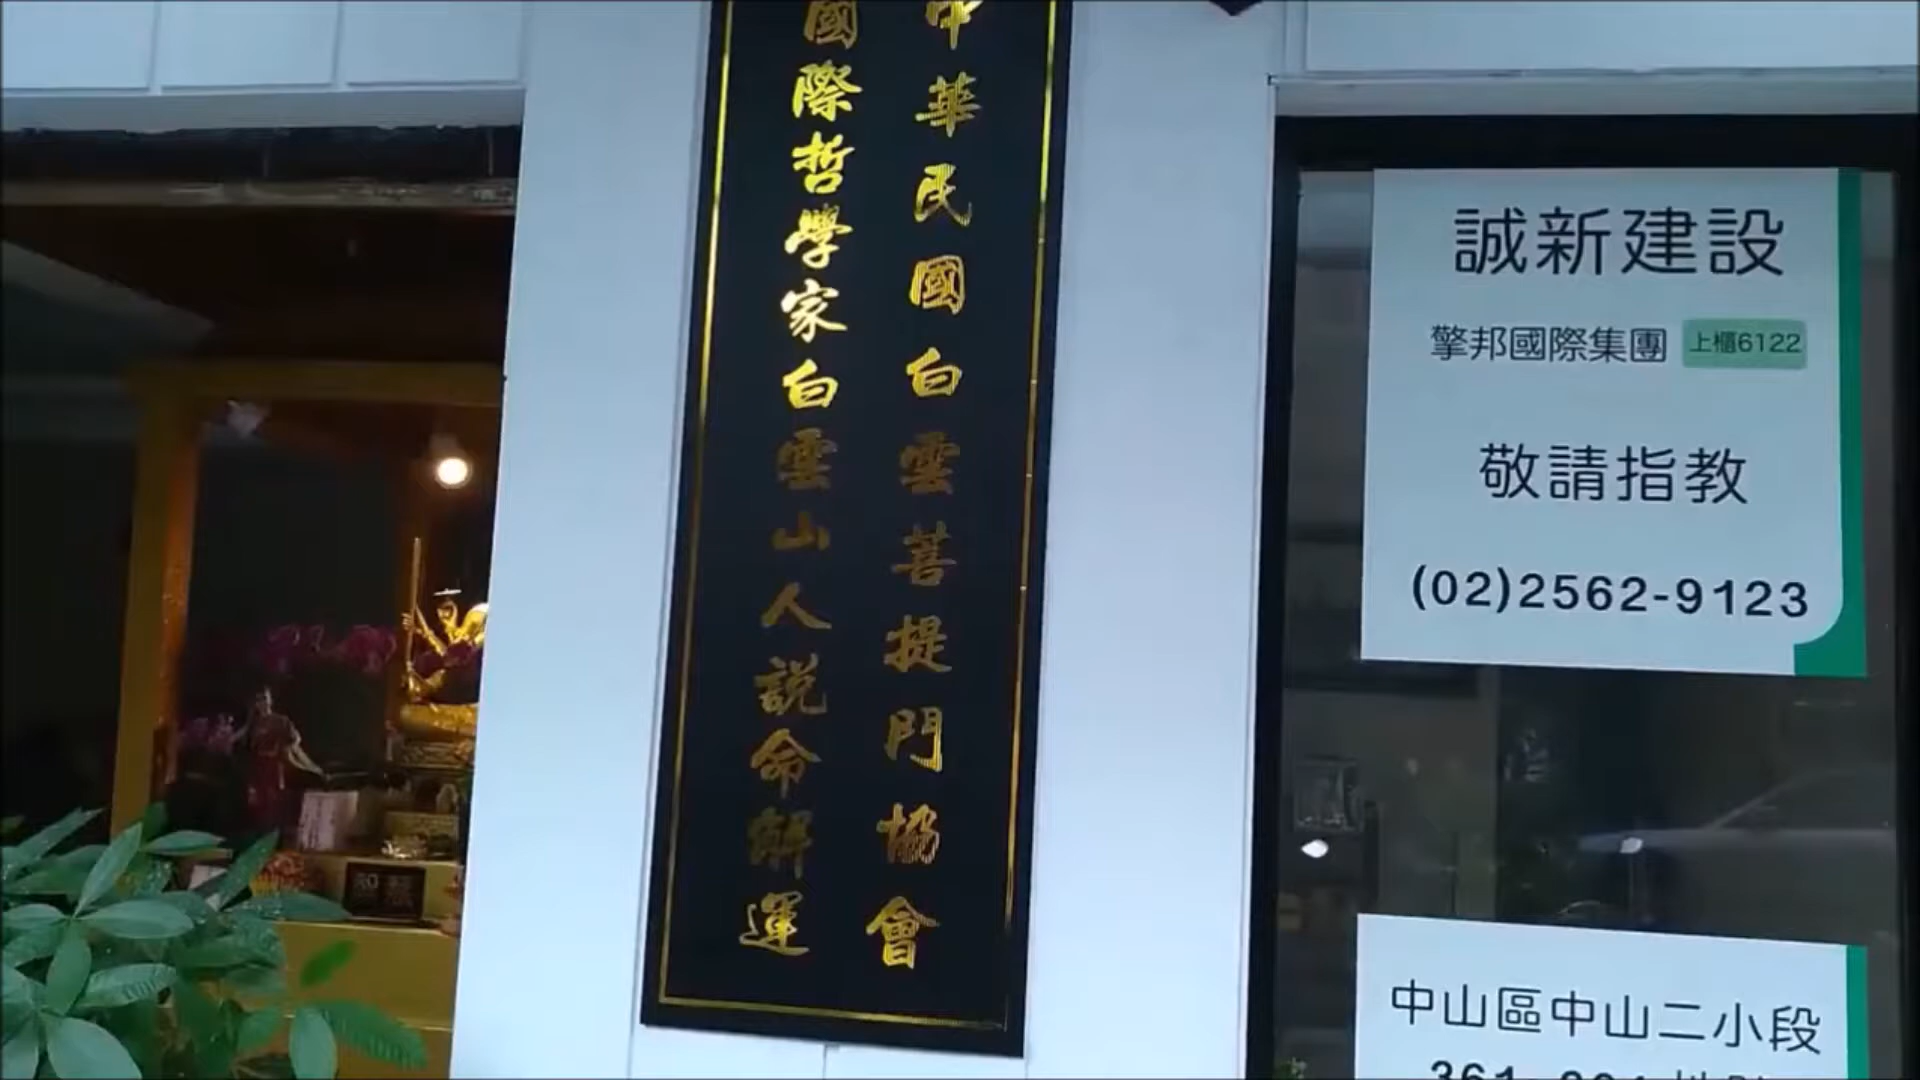 中華民國白雲菩提門協會
國際哲學家白雲山人説命解運
誠新建設
擎邦國際集團 上櫃6122
敬請指教
(02)2562-9123
中山區中山二小段